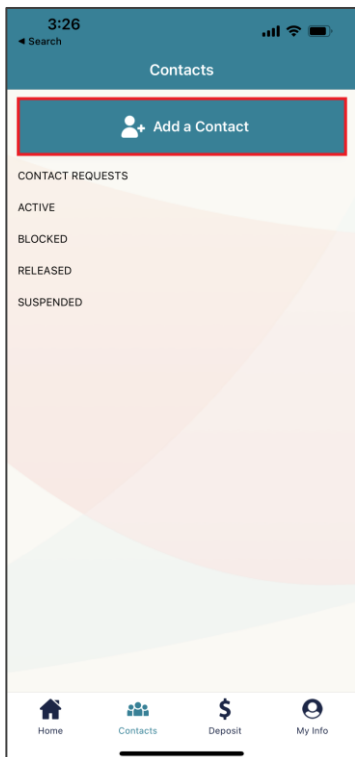 3:26
◀ Search
Contacts
Add a Contact
CONTACT REQUESTS
ACTIVE
BLOCKED
RELEASED
SUSPENDED
Home Contacts Deposit My Info